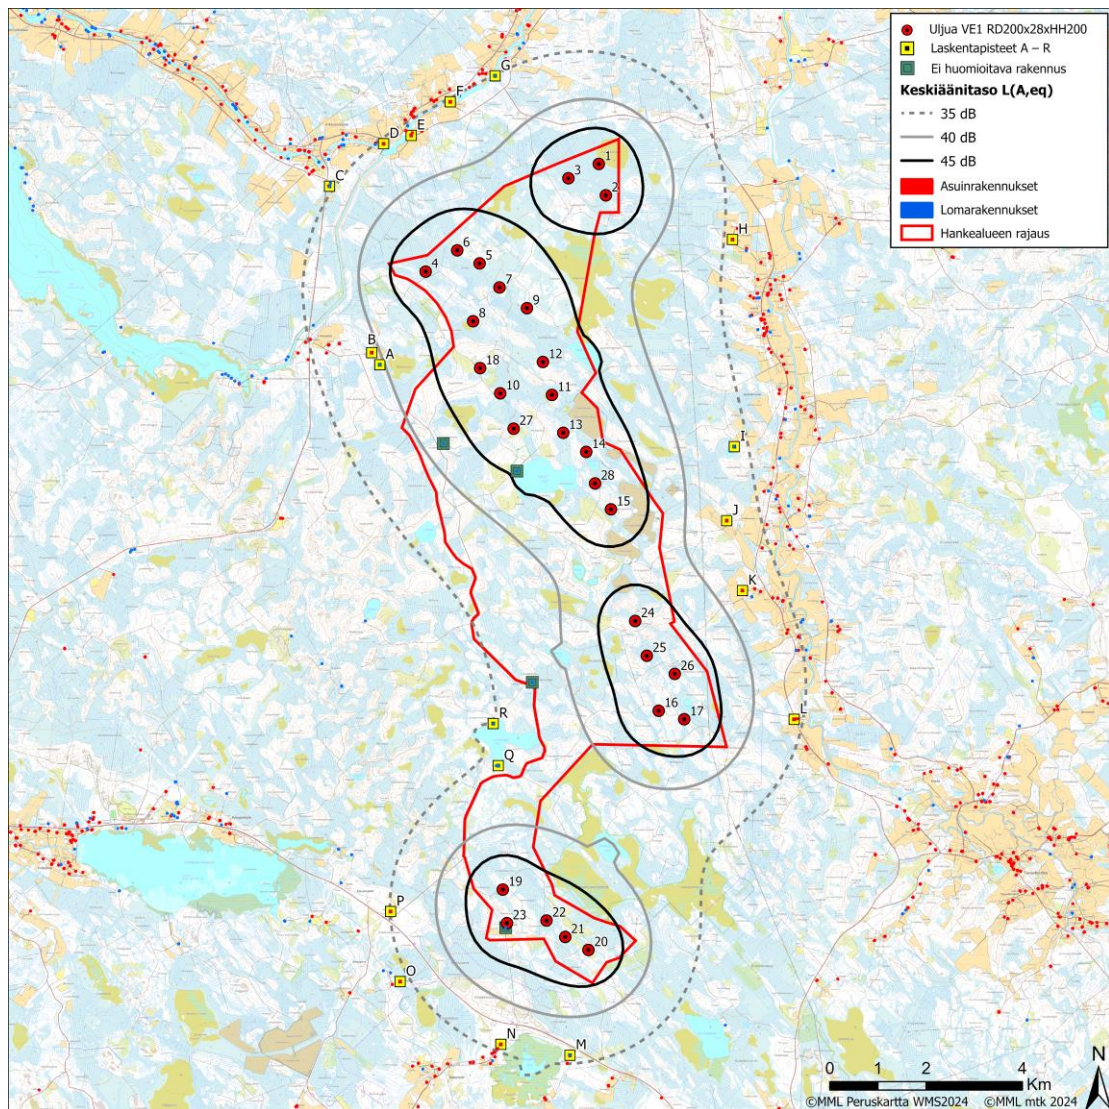 Uljua VE1 RD200x28xHH200
Laskentapisteet A – R
Ei huomioitava rakennus
Keskiäänitaso L(A,eq)
35 dB
40 dB
45 dB
Asuinrakennukset
Lomarakennukset
Hankealueen rajaus
G
F
E
D
C
1
3
2
H
6
5
4
7
9
8
B
A
12
18
10
11
27
13
14
I
28
15
J
K
24
25
26
16
17
L
R
Q
19
P
23
22
21
20
O
N
M
0 2 4
Km
N
©MML Peruskartta WMS2024 ©MML mtk 2024